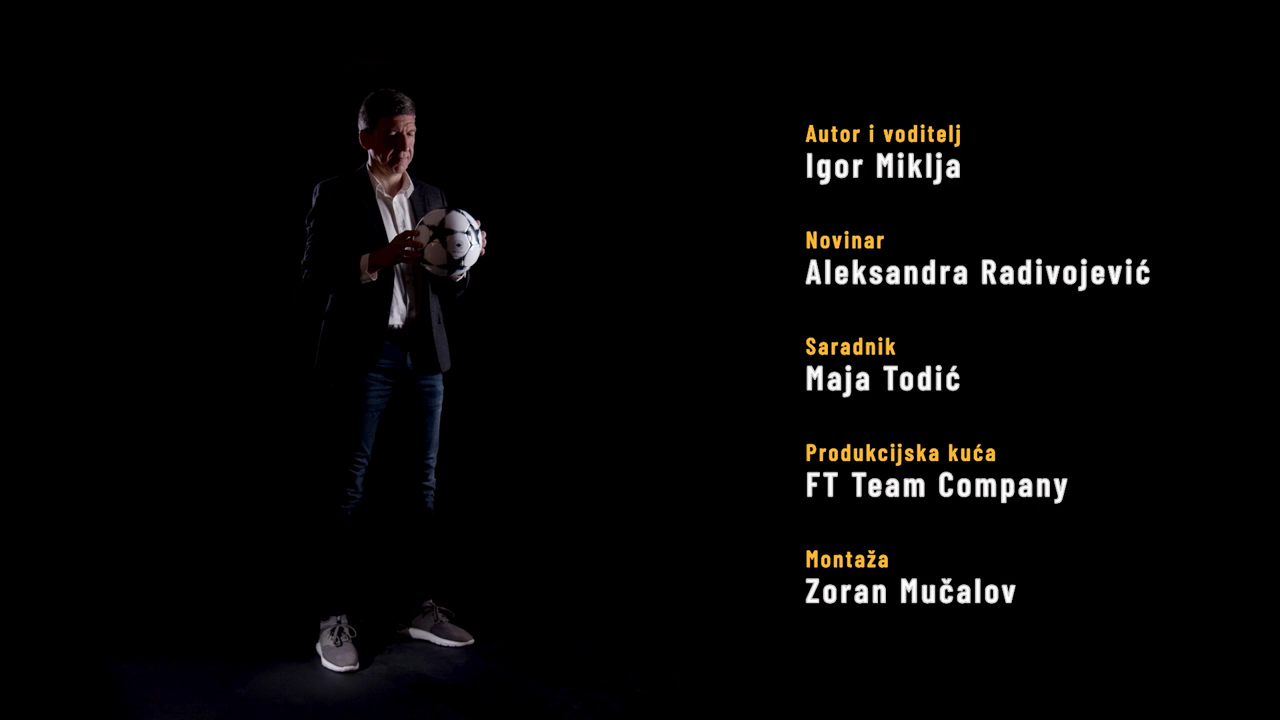 Autor i voditelj
Igor Miklja
Novinar
Aleksandra Radivojević
Saradnik
Maja Todić
Produkcijska kuća
FT Team Company
Montaža
Zoran Mučalov